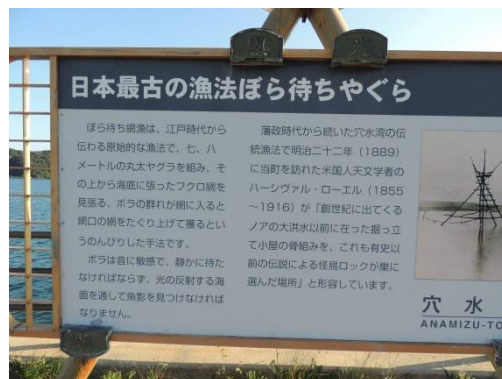 日本最古の漁法ぼら待ちやぐら
ぼら待ち網漁は、江戸時代から
伝わる原始的な漁法で、七、八
メートルの丸太ヤグラを組み、そ
の上から海底に張ったフクロ網を
見張る、ボラの群れが網に入ると
網口の網をたぐり上げて獲るとい
うのんびりした手法です。
ボラは音に敏感で、静かに待た
なければならず、光の反射する海
面を通して魚影を見つけなければ
なりません。
藩政時代から続いた穴水湾の伝
統漁法で明治二十二年（1889）
に当町を訪れた米国人天文学者の
パーシヴァル・ローエル（1855
～1916）が「創世紀に出てくる
ノアの大洪水以前に在った掘っ立
て小屋の骨組みを、これも有史以
前の伝説による怪鳥ロックが巣に
選んだ場所」と形容しています。
穴水
ANAMIZU-TO